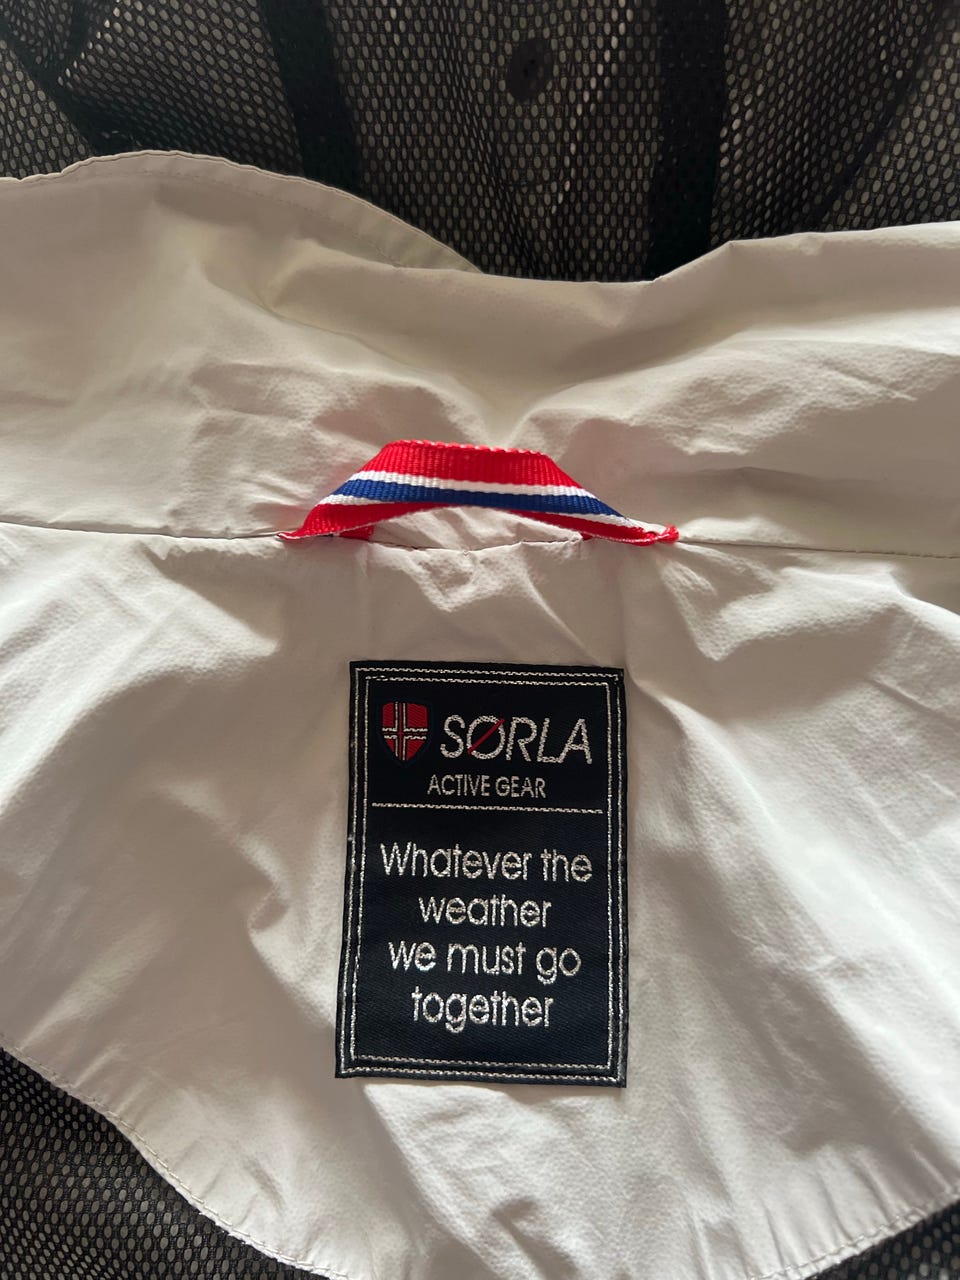 SØRLA
ACTIVE GEAR
Whatever the
weather
we must go
together